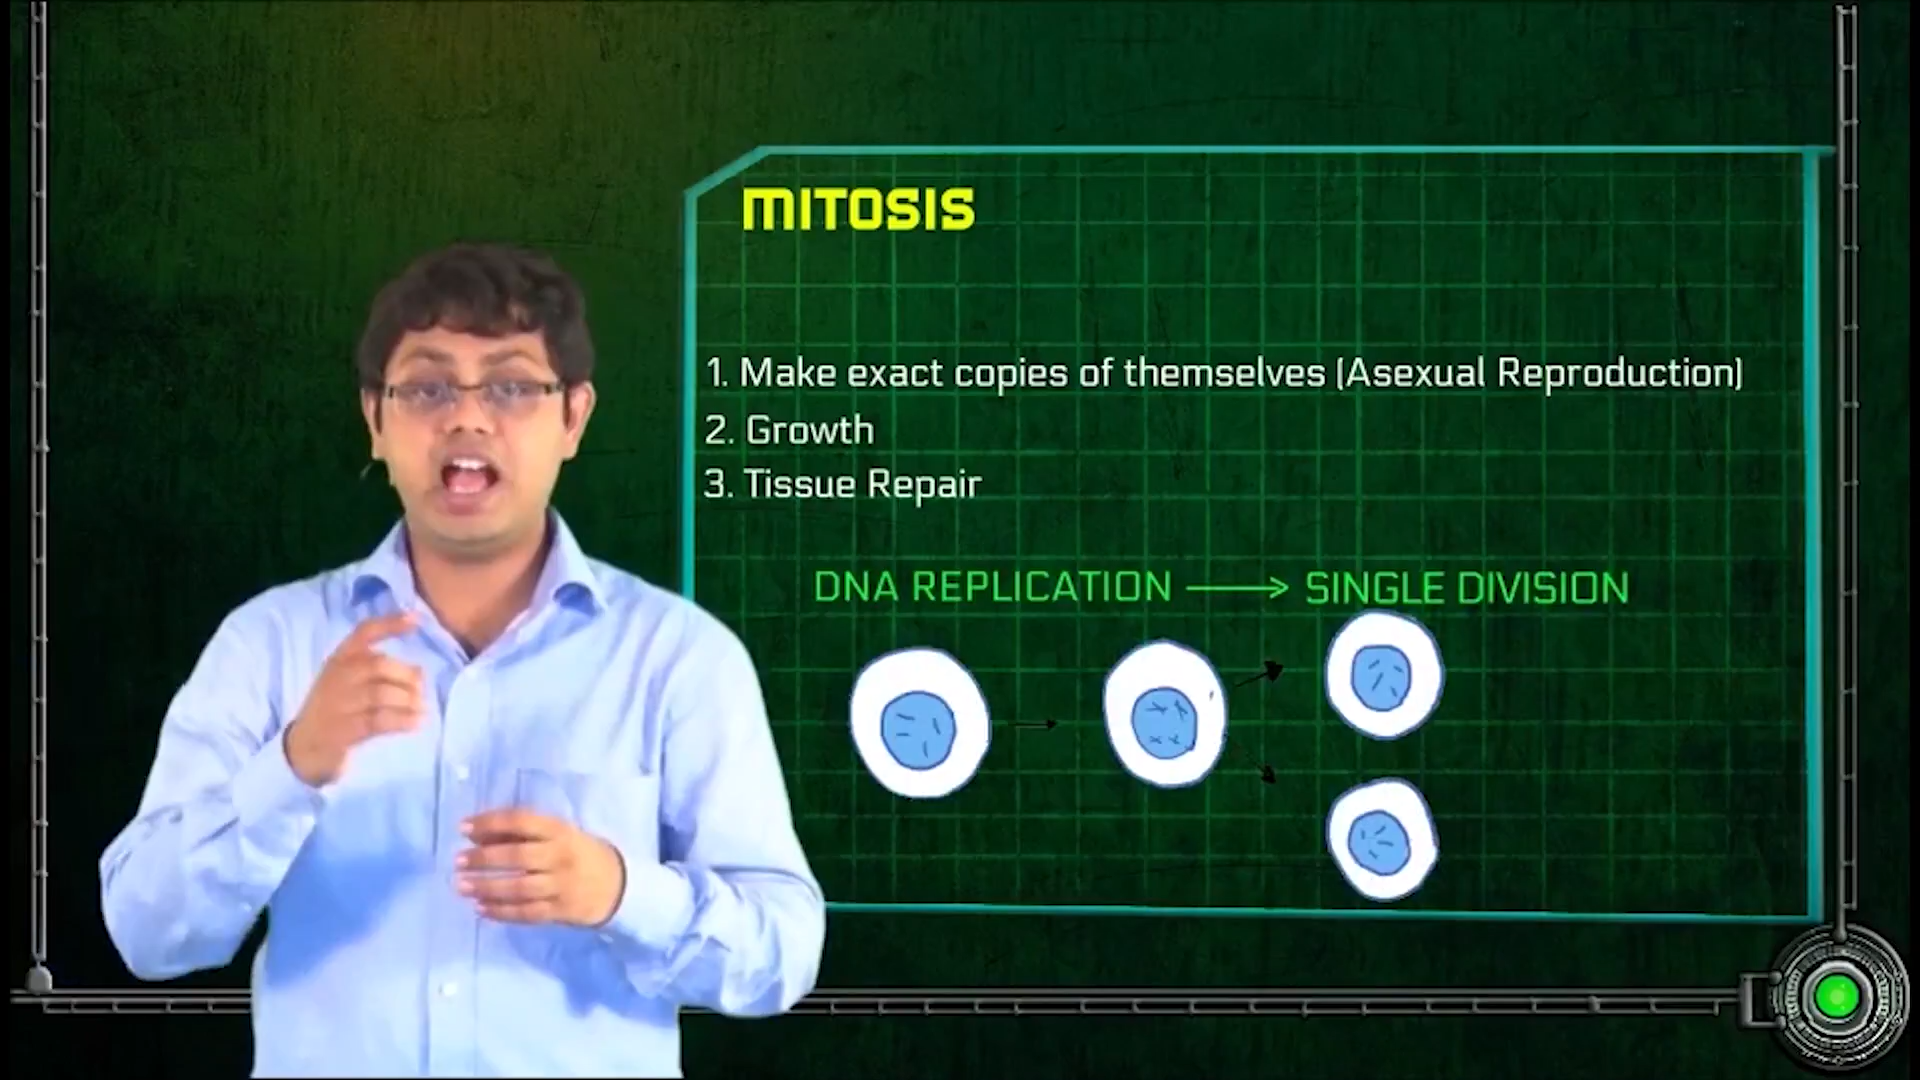 MITOSIS
1. Make exact copies of themselves (Asexual Reproduction)
2. Growth
3. Tissue Repair
DNA REPLICATION → SINGLE DIVISION